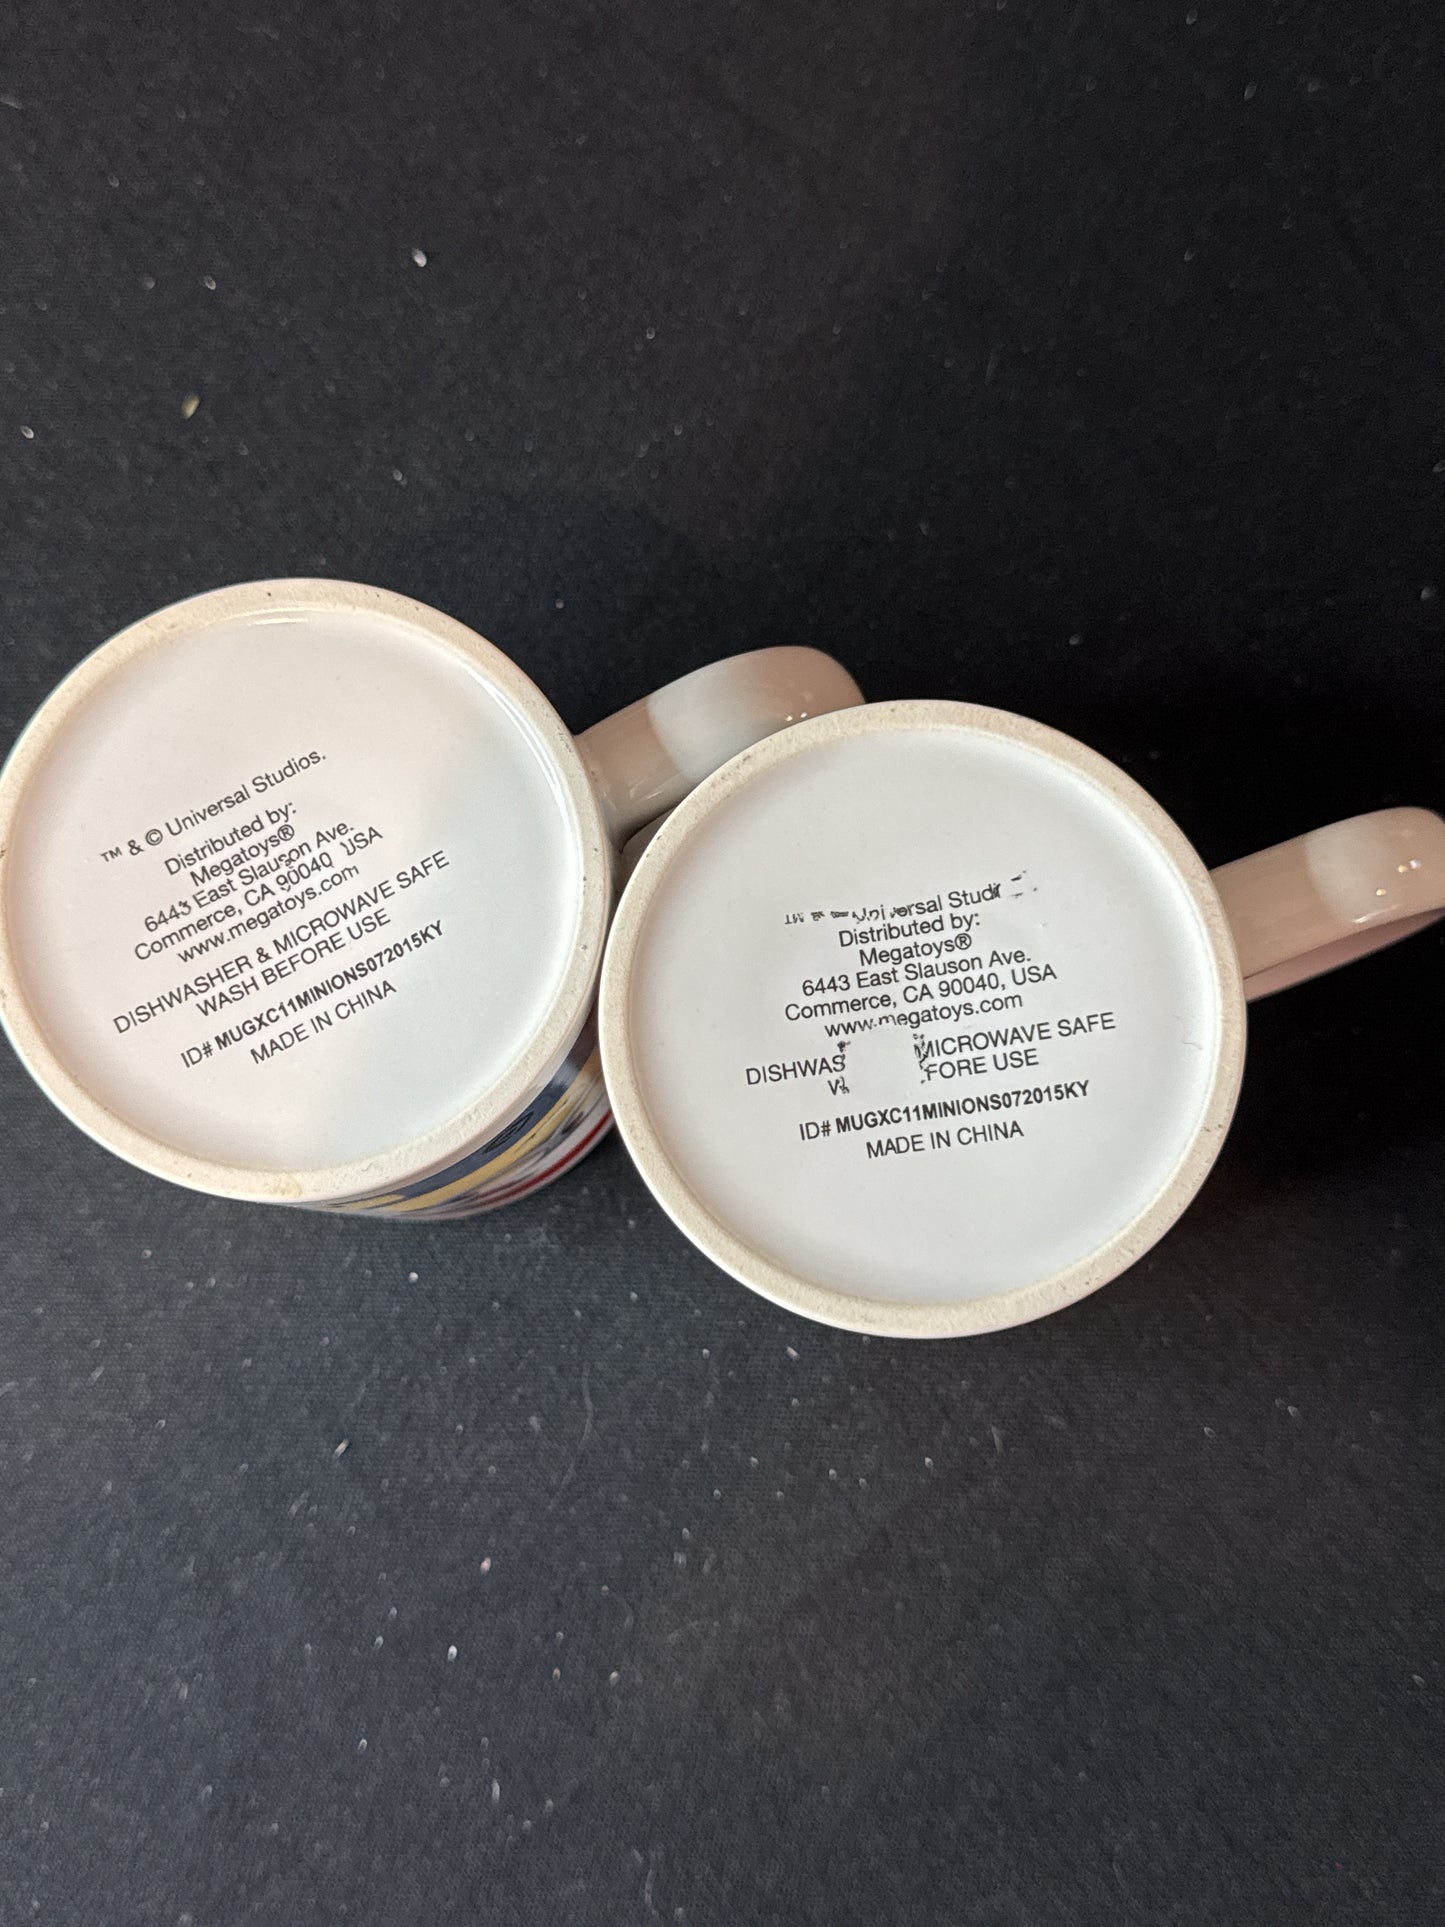 ™ & © Universal Studios.
Distributed by:
Megatoys®
6443 East Slauson Ave.
Commerce, CA 90040 USA
www.megatoys.com
DISHWASHER & MICROWAVE SAFE
WASH BEFORE USE
ID# MUGXC11MINIONS072015KY
MADE IN CHINA
Distributed by:
Megatoys®
6443 East Slauson Ave.
Commerce, CA 90040, USA
www.megatoys.com
DISHWAS MICROWAVE SAFE
FORE USE
ID# MUGXC11MINIONS072015KY
MADE IN CHINA